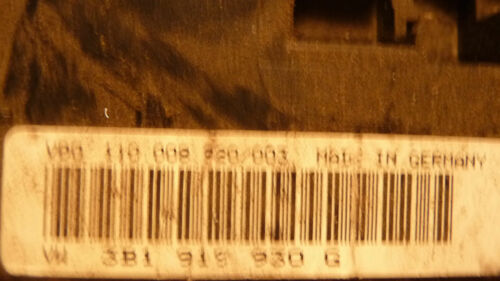 VDO 110.008.920/003 MADE IN GERMANY
VW 3B1 919 930 G